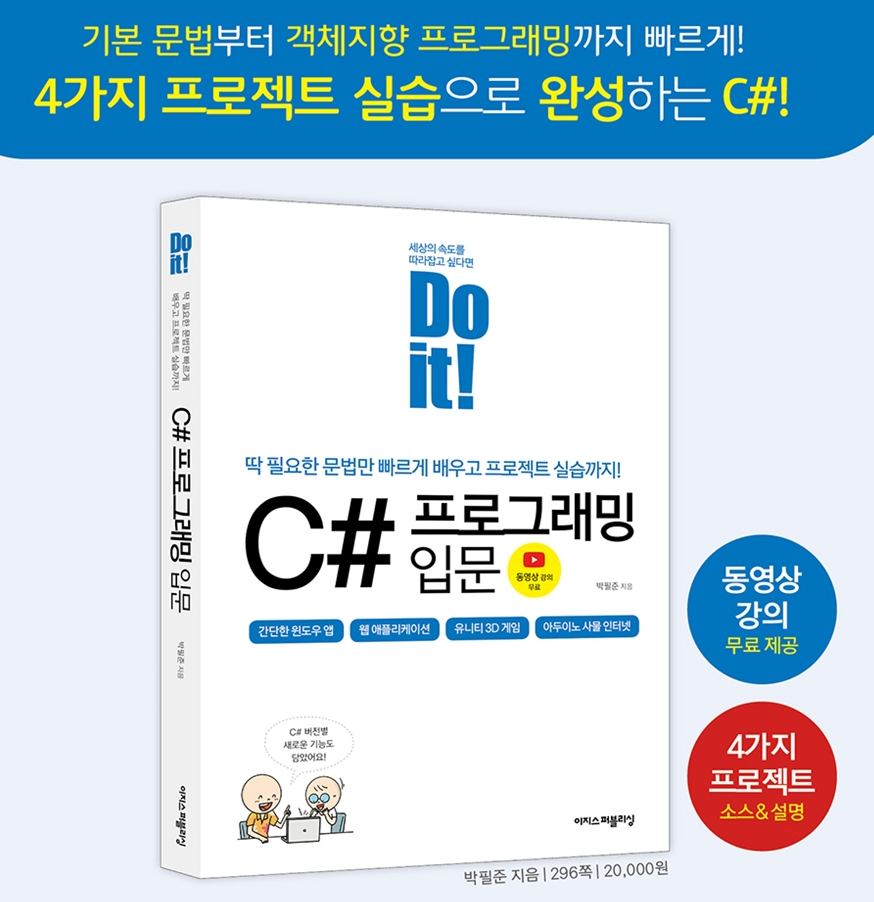 기본 문법부터 객체지향 프로그래밍까지 빠르게!
4가지 프로젝트 실습으로 완성하는 C#!
Do it!
딱 필요한 문법만 빠르게
배우고 프로젝트 실습까지!
C# 프로그래밍 입문
박필준 지음
이지스 퍼블리싱
세상의 속도를
따라잡고 싶다면
Do
it!
딱 필요한 문법만 빠르게 배우고 프로젝트 실습까지!
C# 프로그래밍
입문
동영상 강의
무료
박필준 지음
간단한 윈도우 앱
웹 애플리케이션
유니티 3D 게임
아두이노 사물 인터넷
C# 버전별
새로운 기능도
담았어요!
이지스 퍼블리싱
동영상
강의
무료 제공
4가지
프로젝트
소스&설명
박필준 지음 | 296쪽 | 20,000원